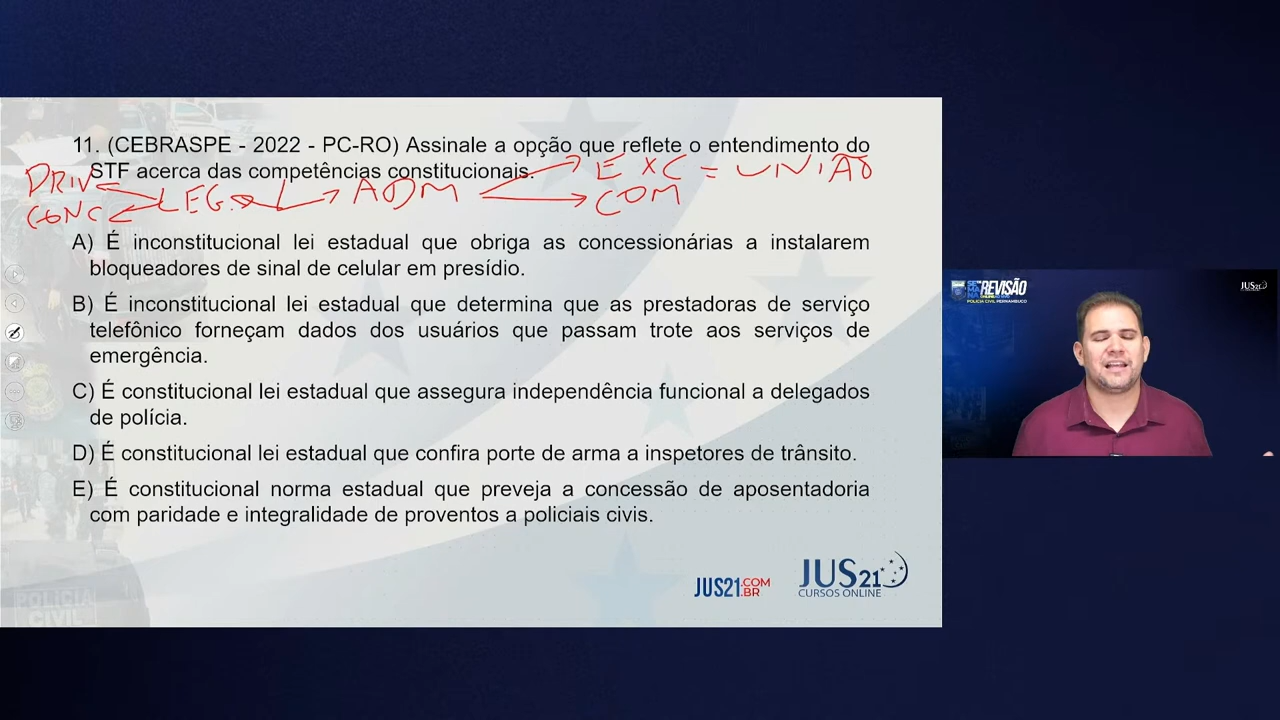 11. (CEBRASPE - 2022 - PC-RO) Assinale a opção que reflete o entendimento do
STF acerca das competências constitucionais.
EXC = UNIÃO
PRIV
LEG. ADM
COM
CONC
A) É inconstitucional lei estadual que obriga as concessionárias a instalarem
bloqueadores de sinal de celular em presídio.
B) É inconstitucional lei estadual que determina que as prestadoras de serviço
telefônico forneçam dados dos usuários que passam trote aos serviços de
emergência.
C) É constitucional lei estadual que assegura independência funcional a delegados
de polícia.
D) É constitucional lei estadual que confira porte de arma a inspetores de trânsito.
E) É constitucional norma estadual que preveja a concessão de aposentadoria
com paridade e integralidade de proventos a policiais civis.
JUS21.COM.BR
JUS21
CURSOS ONLINE
POLÍCIA
CIVIL
SEMANA REVISÃO
POLÍCIA CIVIL PERNAMBUCO
JUS21